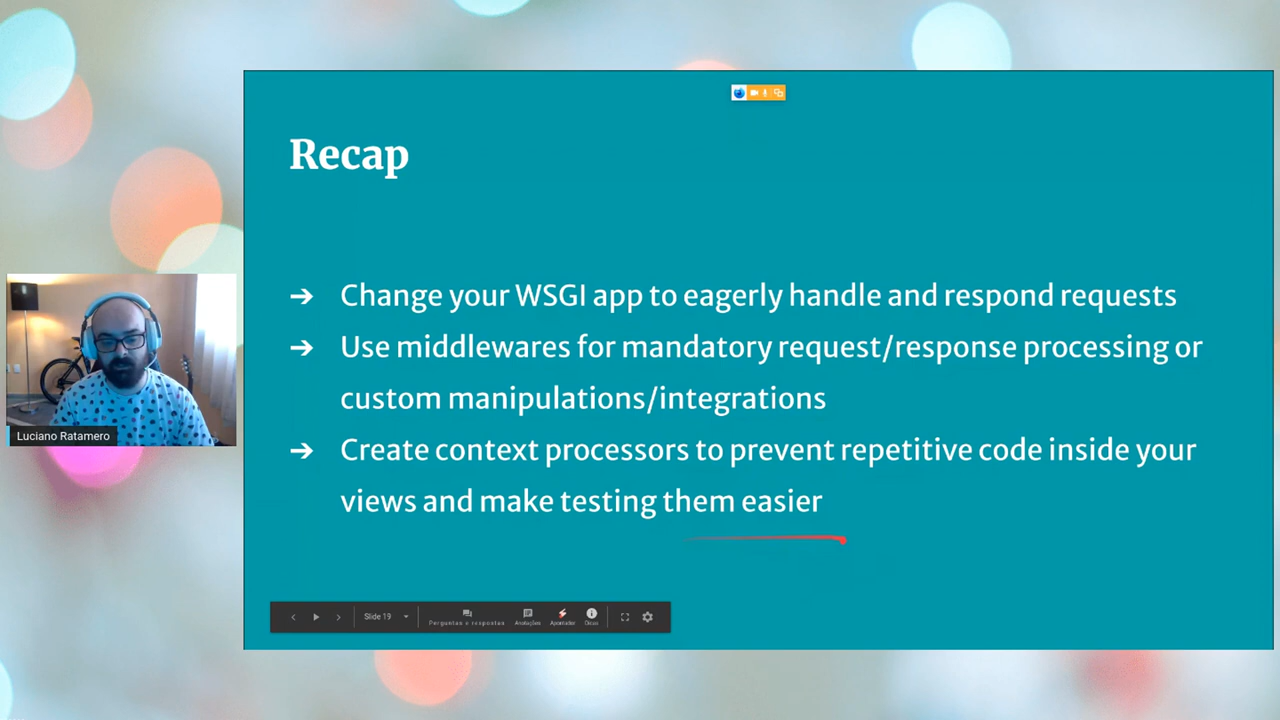 Recap
➔ Change your WSGI app to eagerly handle and respond requests
➔ Use middlewares for mandatory request/response processing or
custom manipulations/integrations
➔ Create context processors to prevent repetitive code inside your
views and make testing them easier
Luciano Ratamero
Slide 19
Perguntas e respostas
Anotações
Apontador
Dicas